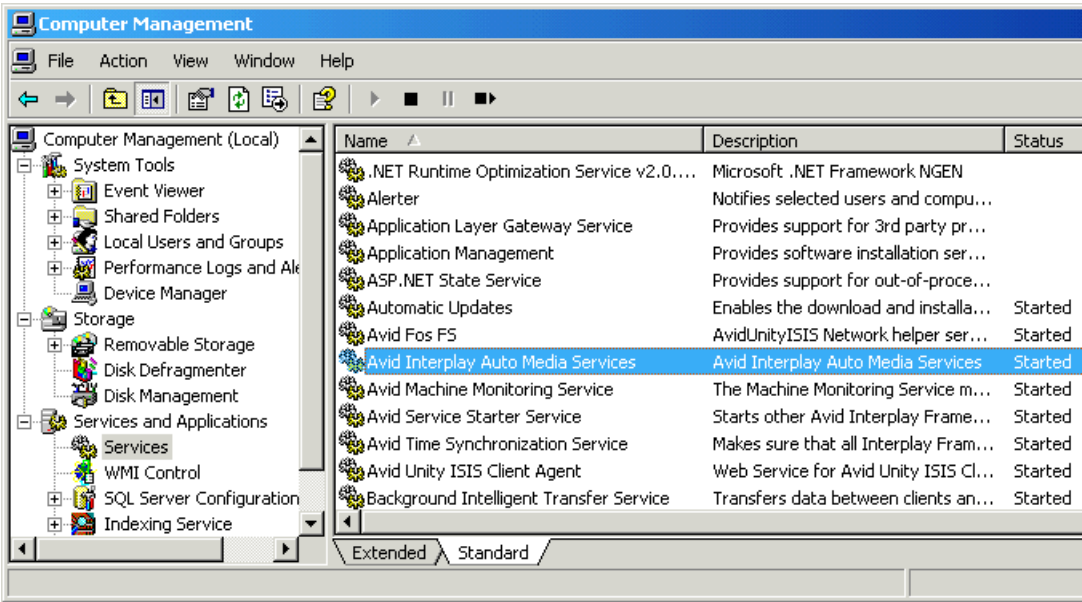 Computer Management
File Action View Window Help
Computer Management (Local)
System Tools
Event Viewer
Shared Folders
Local Users and Groups
Performance Logs and Ale
Device Manager
Storage
Removable Storage
Disk Defragmenter
Disk Management
Services and Applications
Services
WMI Control
SQL Server Configuration
Indexing Service
Name Description Status
.NET Runtime Optimization Service v2.0.... Microsoft .NET Framework NGEN
Alerter Notifies selected users and compu...
Application Layer Gateway Service Provides support for 3rd party pr...
Application Management Provides software installation ser...
ASP.NET State Service Provides support for out-of-proce...
Automatic Updates Enables the download and installa... Started
Avid Fos FS AvidUnityISIS Network helper ser... Started
Avid Interplay Auto Media Services Avid Interplay Auto Media Services Started
Avid Machine Monitoring Service The Machine Monitoring Service m... Started
Avid Service Starter Service Starts other Avid Interplay Frame... Started
Avid Time Synchronization Service Makes sure that all Interplay Fram... Started
Avid Unity ISIS Client Agent Web Service for Avid Unity ISIS Cl... Started
Background Intelligent Transfer Service Transfers data between clients an... Started
Extended Standard